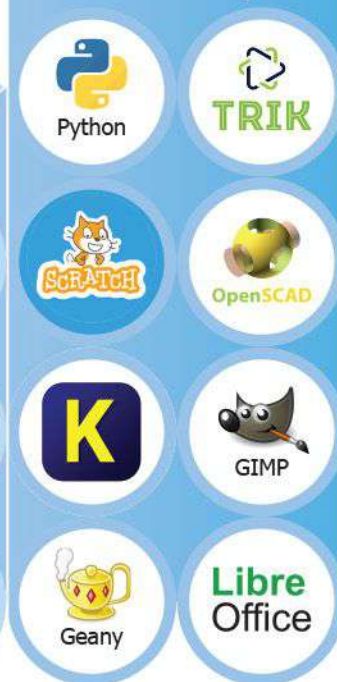 Python
TRIK
SCRATCH
OpenSCAD
K
GIMP
Geany
Libre
Office